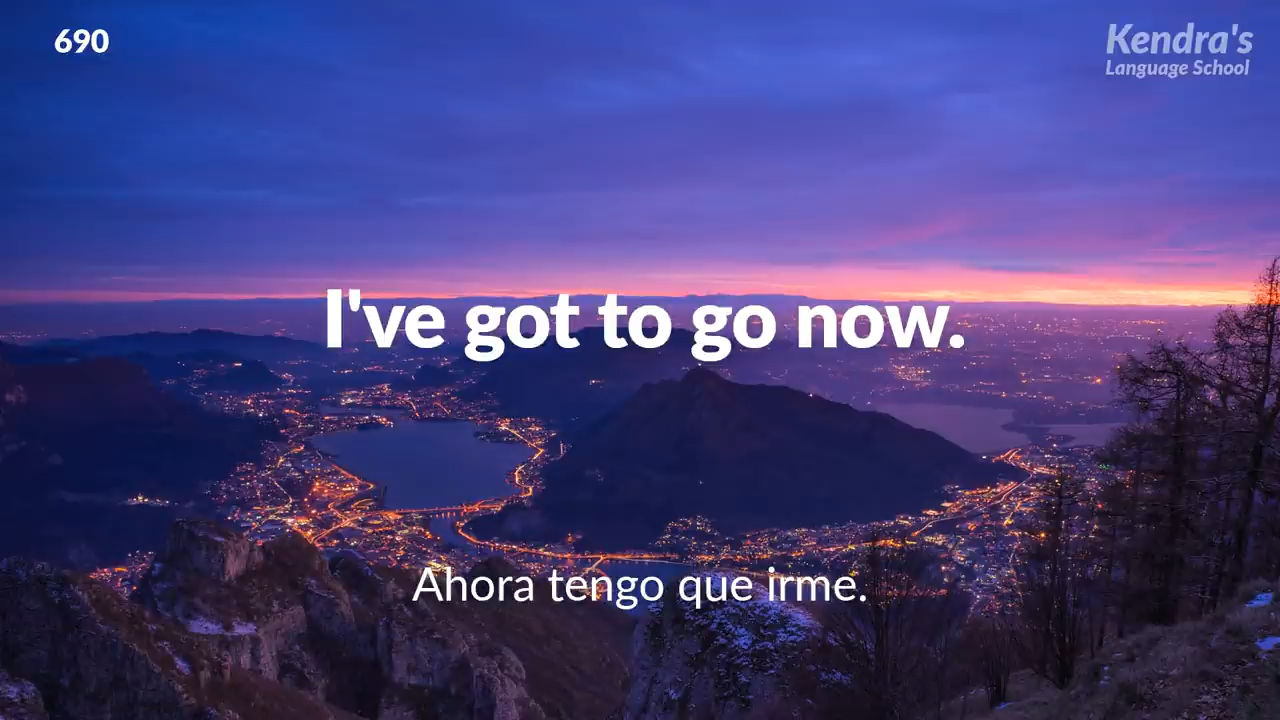 690
Kendra's
Language School
I've got to go now.
Ahora tengo que irme.